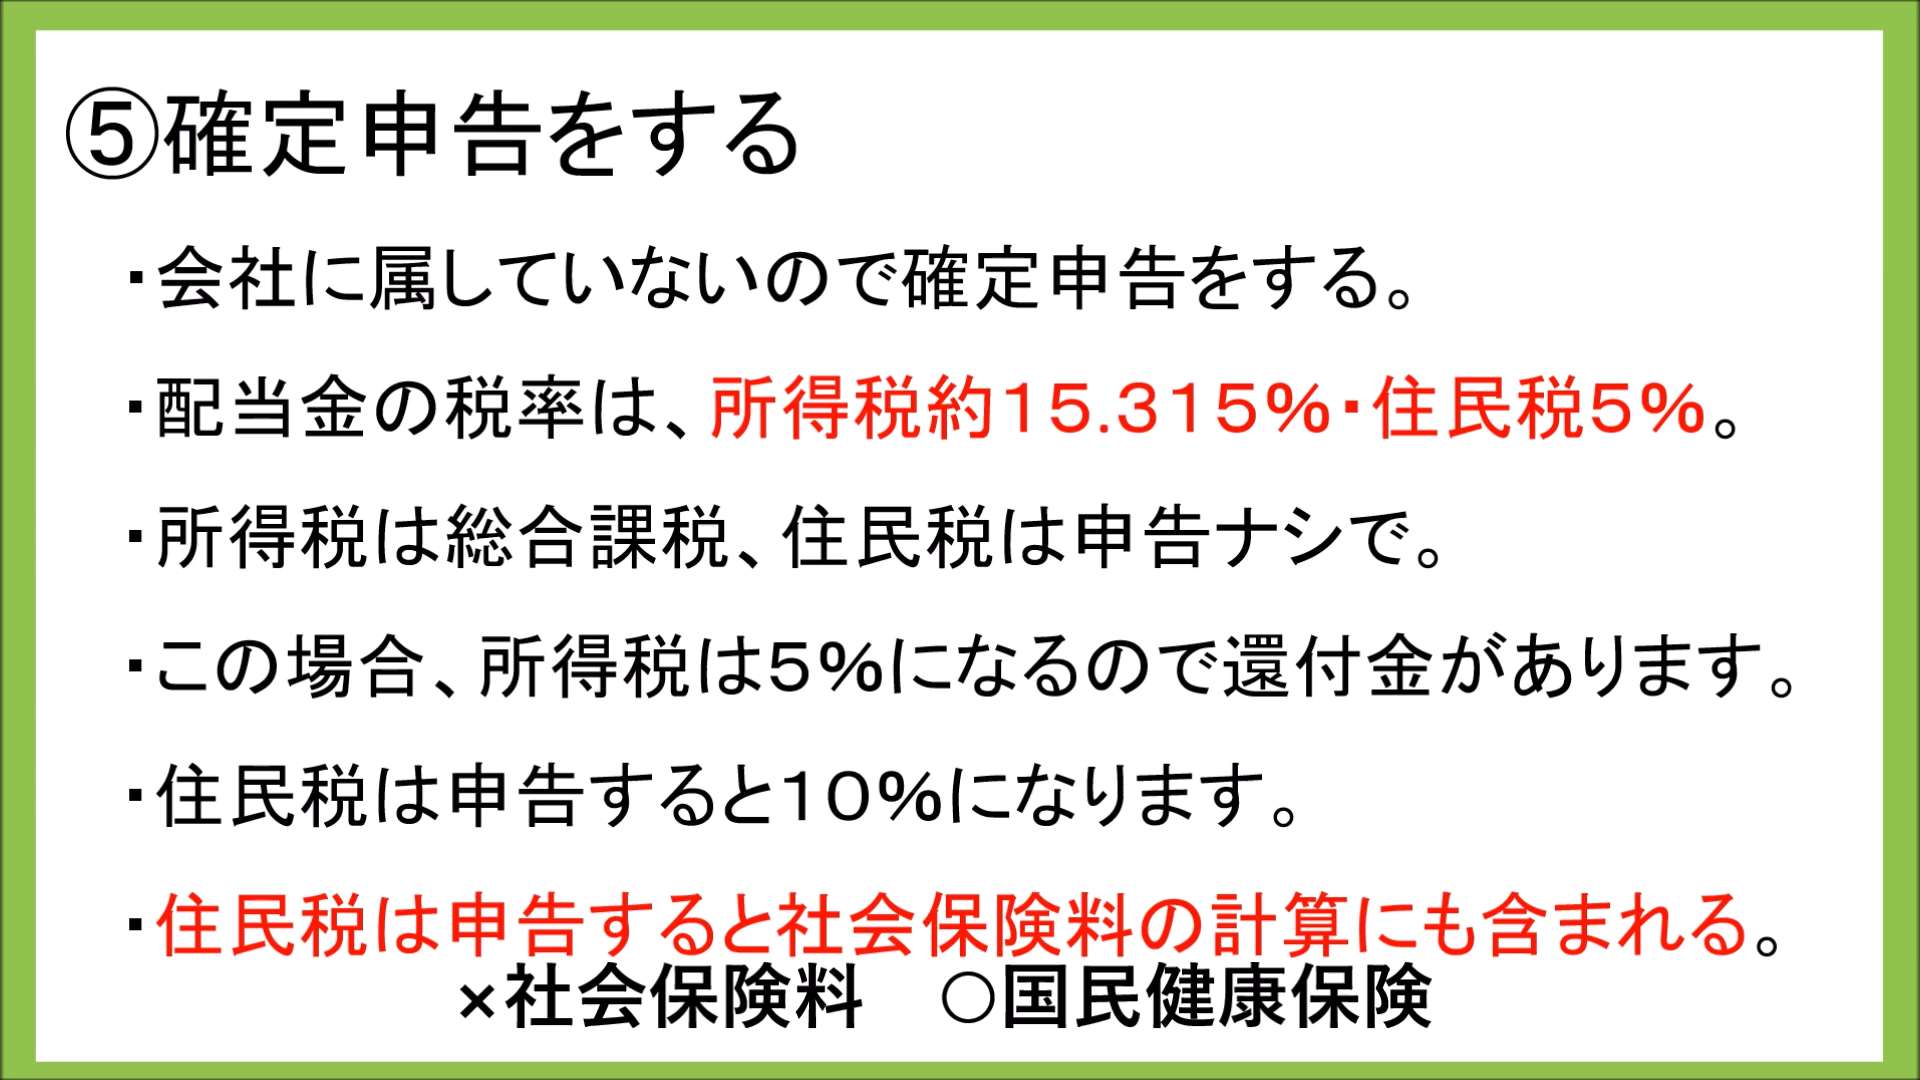 ⑤確定申告をする
・会社に属していないので確定申告をする。
・配当金の税率は、所得税約15.315%・住民税5%。
・所得税は総合課税、住民税は申告ナシで。
・この場合、所得税は5%になるので還付金があります。
・住民税は申告すると10%になります。
・住民税は申告すると社会保険料の計算にも含まれる。
×社会保険料　○国民健康保険